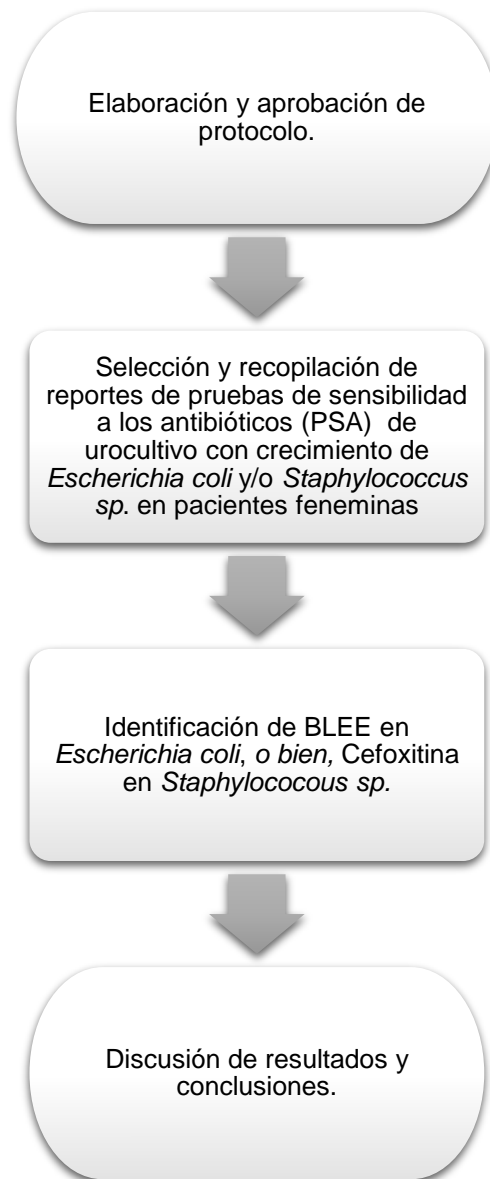 Elaboración y aprobación de
protocolo.
Selección y recopilación de
reportes de pruebas de sensibilidad
a los antibióticos (PSA) de
urocultivo con crecimiento de
Escherichia coli y/o Staphylococcus
sp. en pacientes feneminas
Identificación de BLEE en
Escherichia coli, o bien, Cefoxitina
en Staphylococous sp.
Discusión de resultados y
conclusiones.